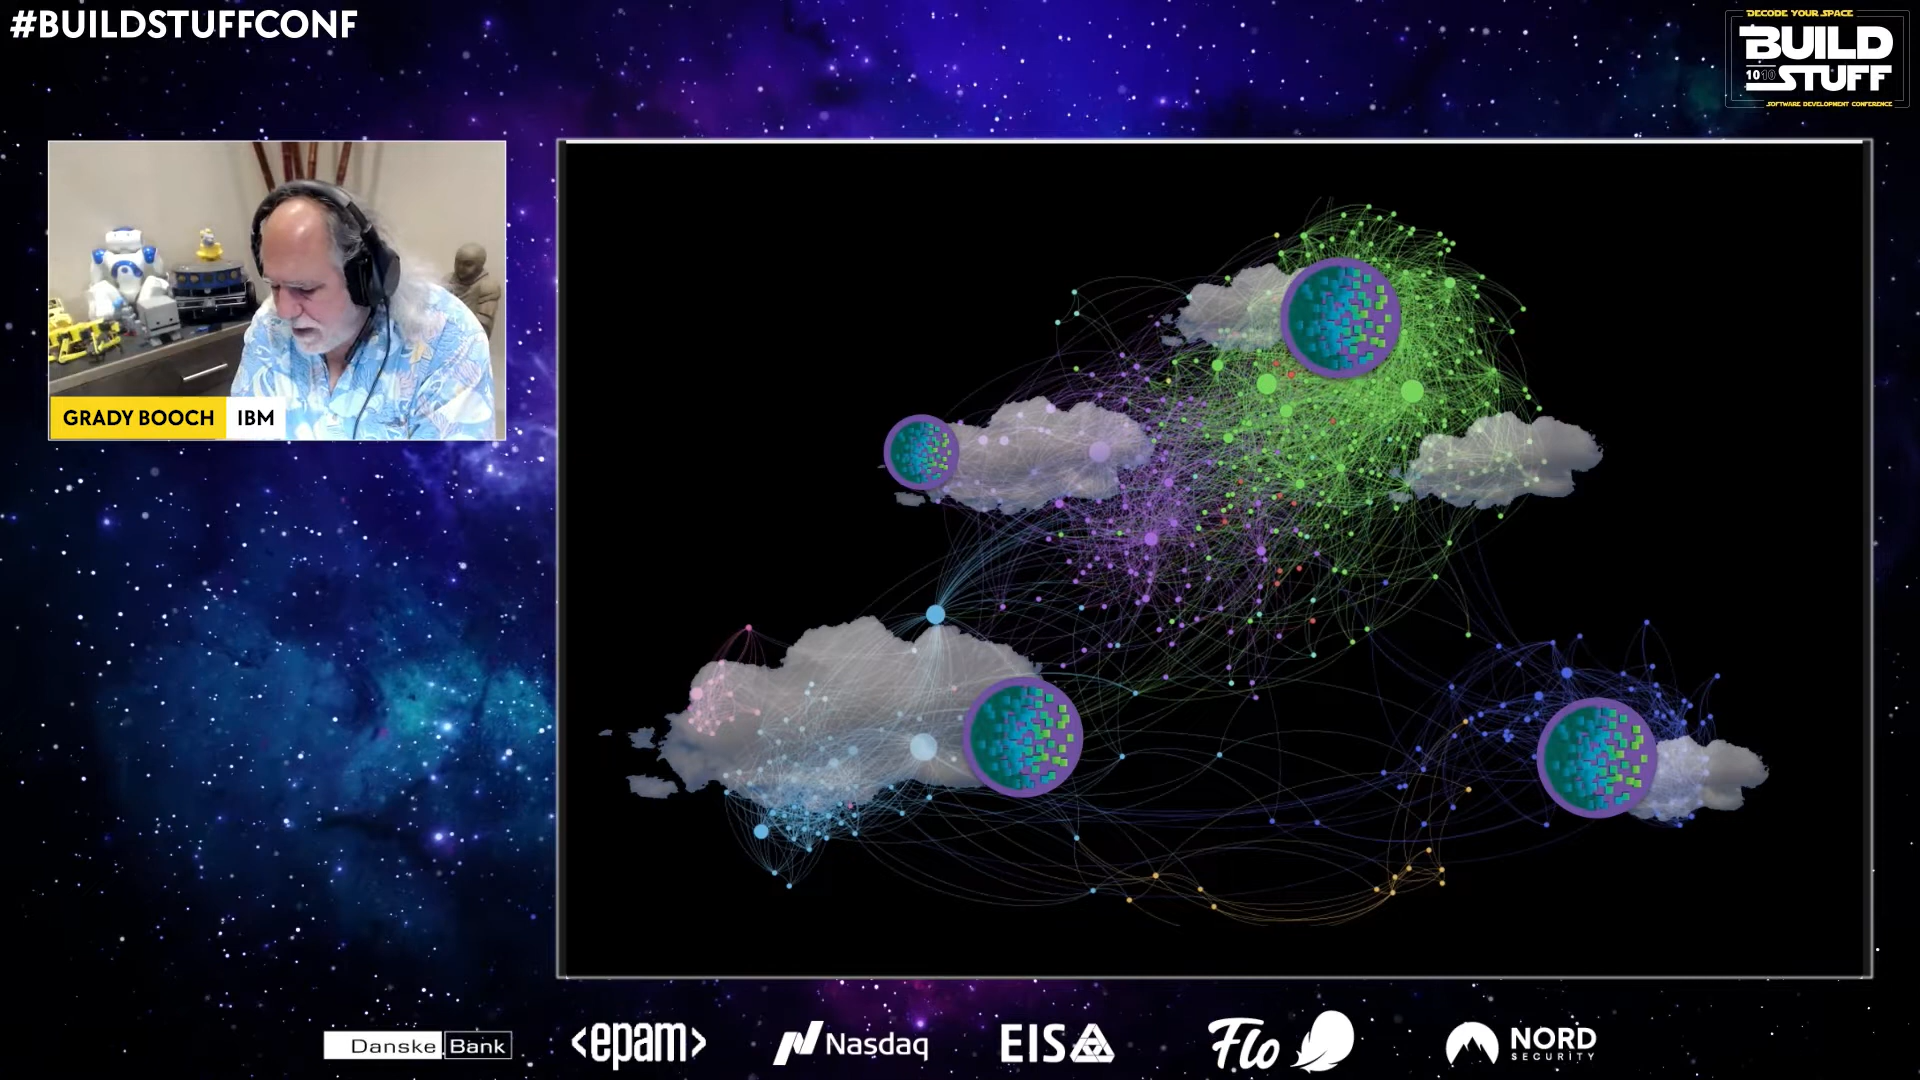 #BUILDSTUFFCONF
DECODE YOUR SPACE
BUILD
1010 STUFF
SOFTWARE DEVELOPMENT CONFERENCE
GRADY BOOCH IBM
Danske Bank
<epam>
Nasdaq
EIS
Flo
NORD
SECURITY